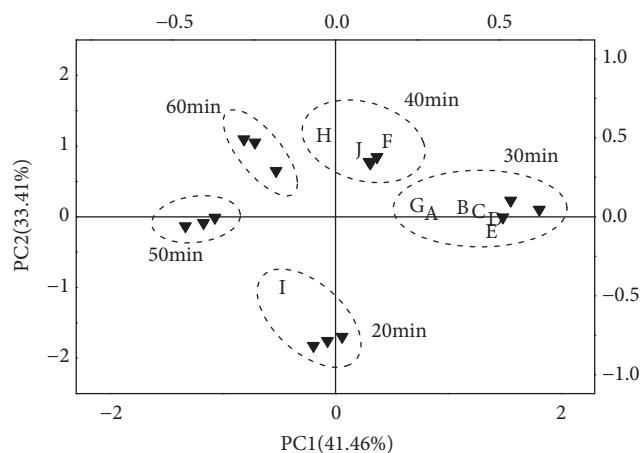 −0.5 0.0 0.5
2 1.0
60min 40min
H J F
1 0.5
30min
G A B C D E
0 0.0
50min
I
−1 −0.5
20min
−2 −1.0
−2 0 2
PC1(41.46%)
PC2(33.41%)